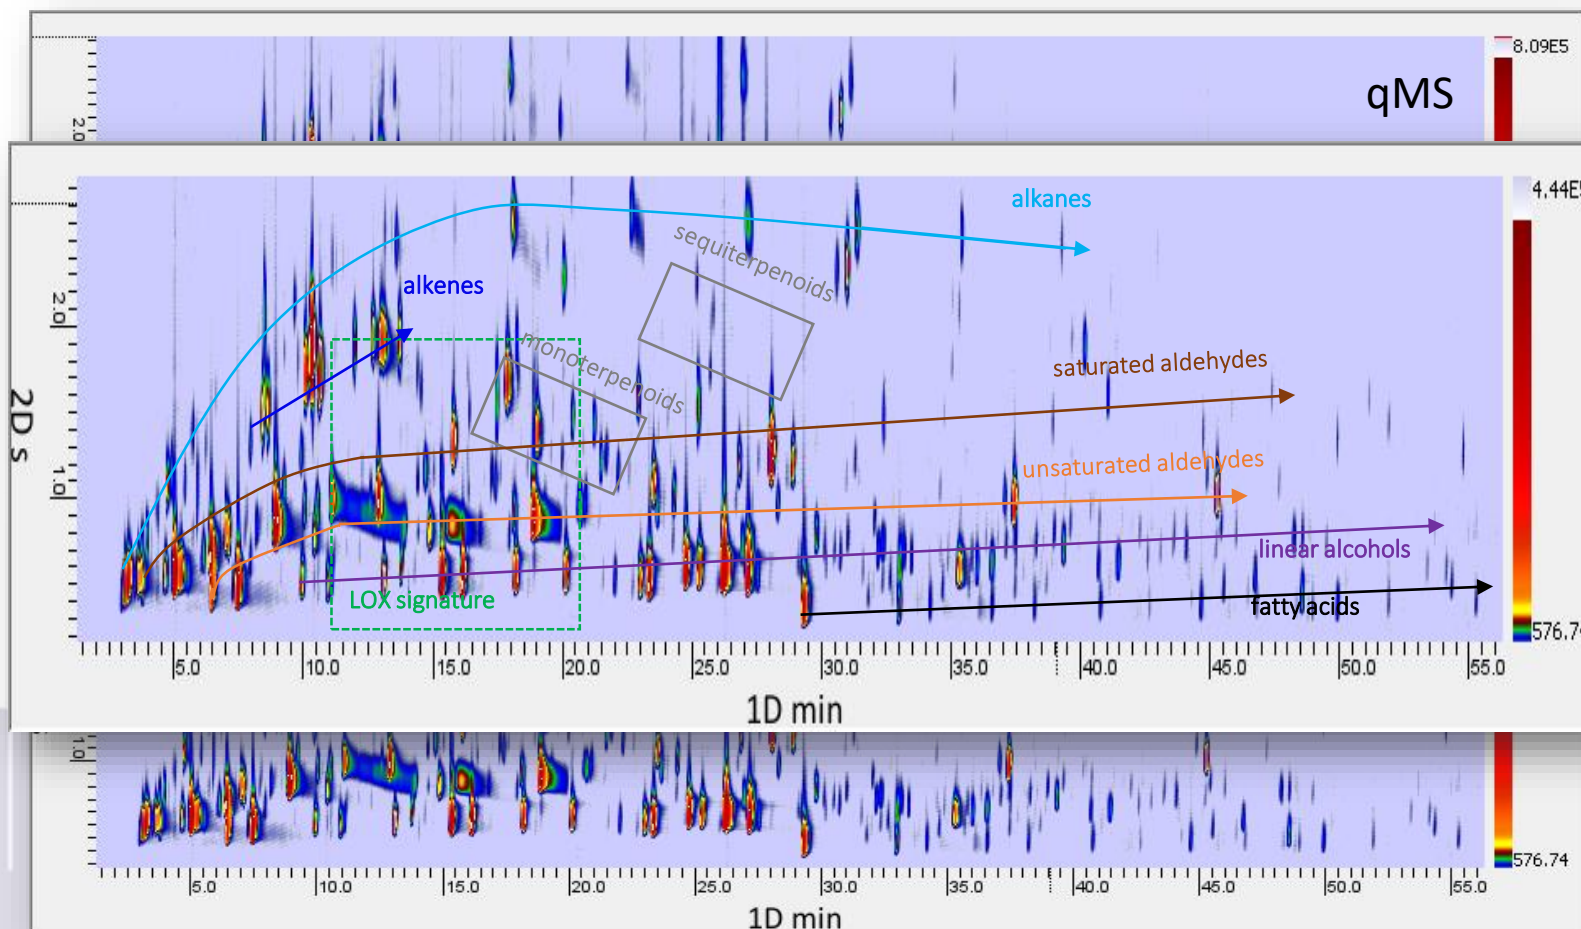 8.09E5
qMS
2.0
4.44E5
alkanes
sequiterpenoids
alkenes
2.0
monoterpenoids
saturated aldehydes
2D s
1.0
unsaturated aldehydes
linear alcohols
LOX signature
fatty acids
576.74
5.0 10.0 15.0 20.0 25.0 30.0 35.0 40.0 45.0 50.0 55.0
1D min
1.0
576.74
5.0 10.0 15.0 20.0 25.0 30.0 35.0 40.0 45.0 50.0 55.0
1D min